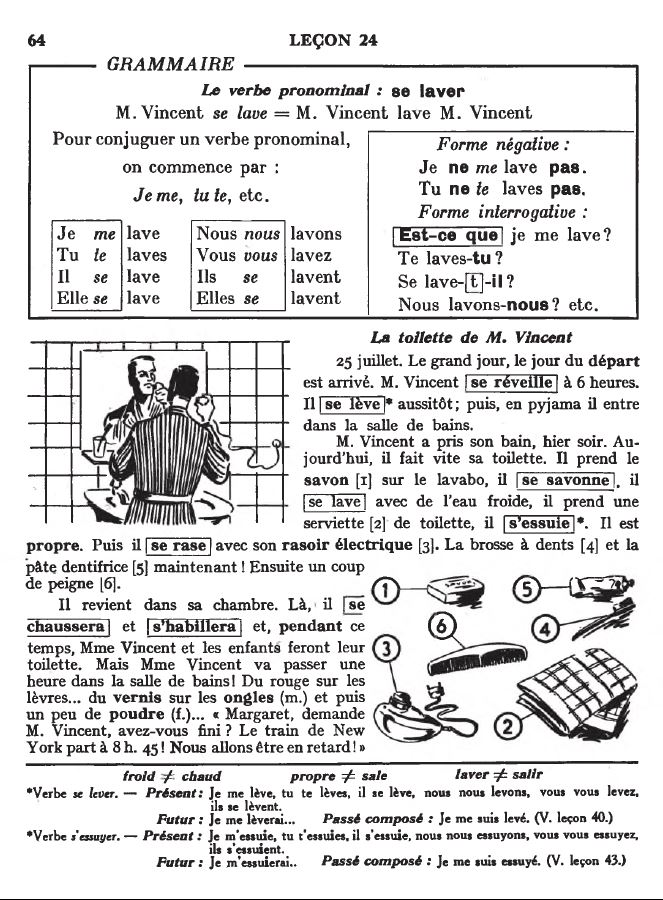 64
LEÇON 24
GRAMMAIRE
Le verbe pronominal : se laver
M. Vincent se lave = M. Vincent lave M. Vincent
Pour conjuguer un verbe pronominal,
on commence par :
Je me, tu te, etc.
Je me lave
Tu te laves
Il se lave
Elle se lave
Nous nous lavons
Vous vous lavez
Ils se lavent
Elles se lavent
Forme négative :
Je ne me lave pas.
Tu ne te laves pas.
Forme interrogative :
Est-ce que je me lave ?
Te laves-tu ?
Se lave-t-il ?
Nous lavons-nous ? etc.
La toilette de M. Vincent
25 juillet. Le grand jour, le jour du départ
est arrivé. M. Vincent se réveille à 6 heures.
Il se lève* aussitôt; puis, en pyjama il entre
dans la salle de bains.
M. Vincent a pris son bain, hier soir. Au-
jourd'hui, il fait vite sa toilette. Il prend le
savon [1] sur le lavabo, il se savonne, il
se lave avec de l'eau froide, il prend une
serviette [2] de toilette, il s'essuie*. Il est
propre. Puis il se rase avec son rasoir électrique [3]. La brosse à dents [4] et la
pâte dentifrice [5] maintenant ! Ensuite un coup
de peigne [6].
Il revient dans sa chambre. Là, il se
chaussera et s'habillera et, pendant ce
temps, Mme Vincent et les enfants feront leur
toilette. Mais Mme Vincent va passer une
heure dans la salle de bains! Du rouge sur les
lèvres... du vernis sur les ongles (m.) et puis
un peu de poudre (f.)... « Margaret, demande
M. Vincent, avez-vous fini ? Le train de New
York part à 8 h. 45 ! Nous allons être en retard ! »
1
5
6
4
3
2
froid ≠ chaud propre ≠ sale laver ≠ salir
*Verbe se lever. — Présent : Je me lève, tu te lèves, il se lève, nous nous levons, vous vous levez,
ils se lèvent.
Futur : Je me lèverai... Passé composé : Je me suis levé. (V. leçon 40.)
*Verbe s'essuyer. — Présent : Je m'essuie, tu t'essuies, il s'essuie, nous nous essuyons, vous vous essuyez,
ils s'essuient.
Futur : Je m'essuierai.. Passé composé : Je me suis essuyé. (V. leçon 43.)